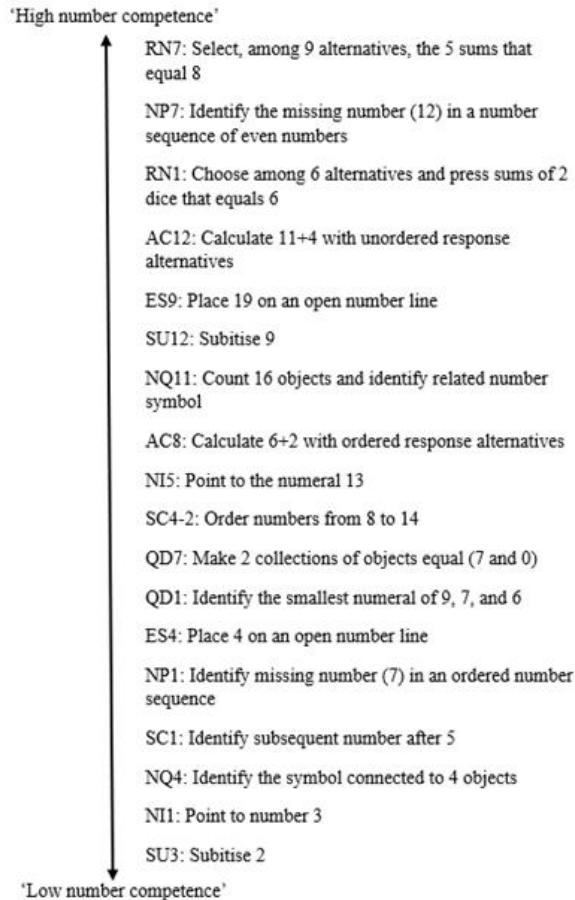 ‘High number competence’
RN7: Select, among 9 alternatives, the 5 sums that
equal 8
NP7: Identify the missing number (12) in a number
sequence of even numbers
RN1: Choose among 6 alternatives and press sums of 2
dice that equals 6
AC12: Calculate 11+4 with unordered response
alternatives
ES9: Place 19 on an open number line
SU12: Subitise 9
NQ11: Count 16 objects and identify related number
symbol
AC8: Calculate 6+2 with ordered response alternatives
NI5: Point to the numeral 13
SC4-2: Order numbers from 8 to 14
QD7: Make 2 collections of objects equal (7 and 0)
QD1: Identify the smallest numeral of 9, 7, and 6
ES4: Place 4 on an open number line
NP1: Identify missing number (7) in an ordered number
sequence
SC1: Identify subsequent number after 5
NQ4: Identify the symbol connected to 4 objects
NI1: Point to number 3
SU3: Subitise 2
‘Low number competence’